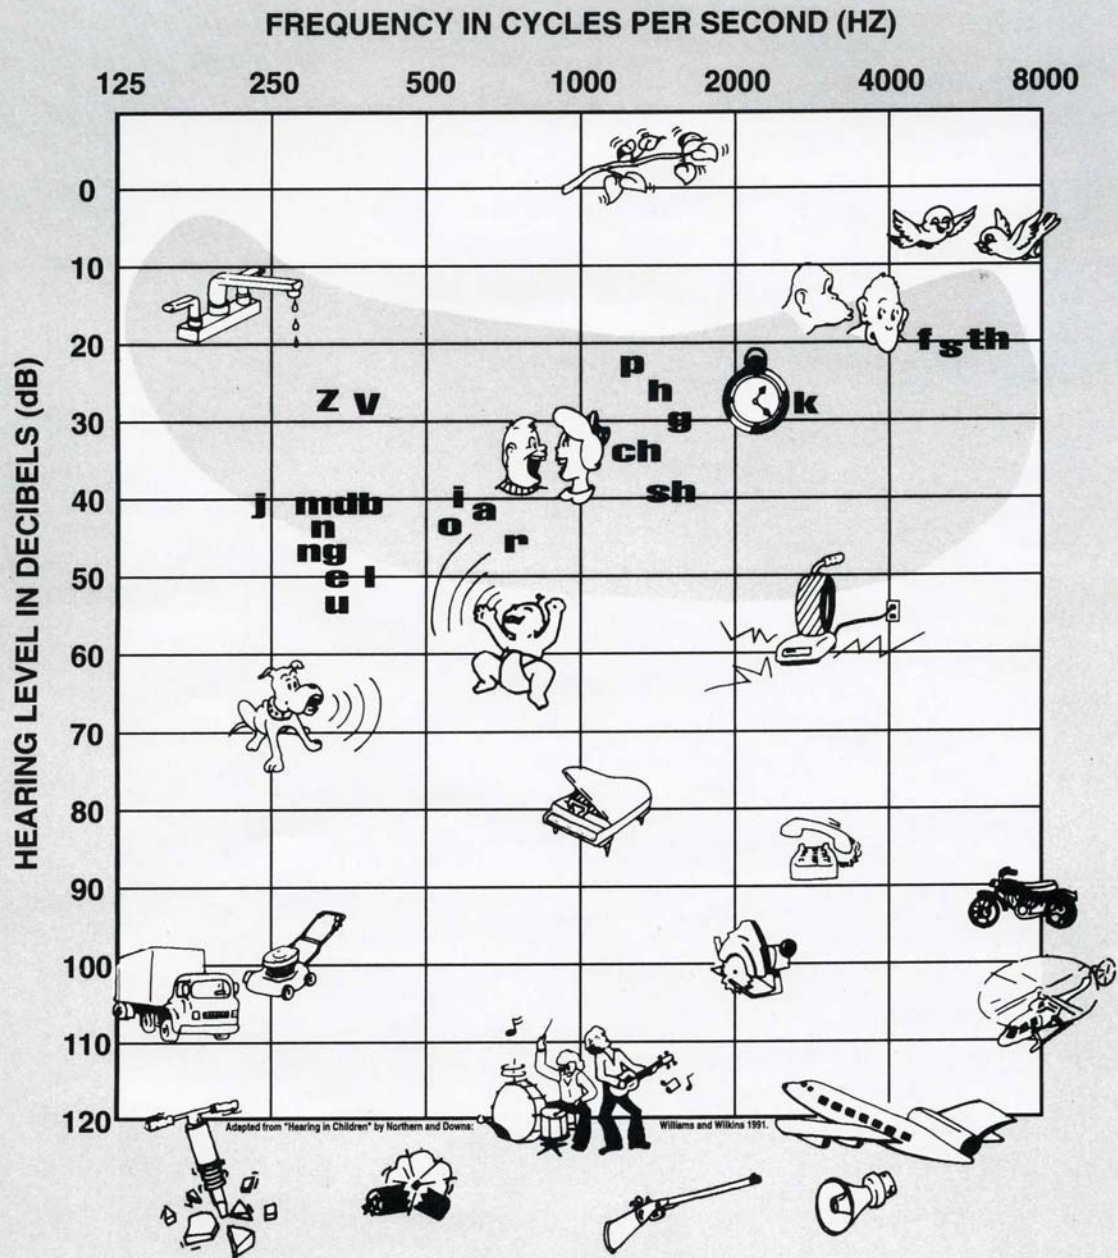 FREQUENCY IN CYCLES PER SECOND (HZ)
125 250 500 1000 2000 4000 8000
HEARING LEVEL IN DECIBELS (dB)
0
10
20
30
40
50
60
70
80
90
100
110
120
f s th
p
h
z v
k
g
ch
sh
j mdb
i
a
n
o
r
ng
e l
u
Adapted from "Hearing in Children" by Northern and Downs: Williams and Wilkins 1991.